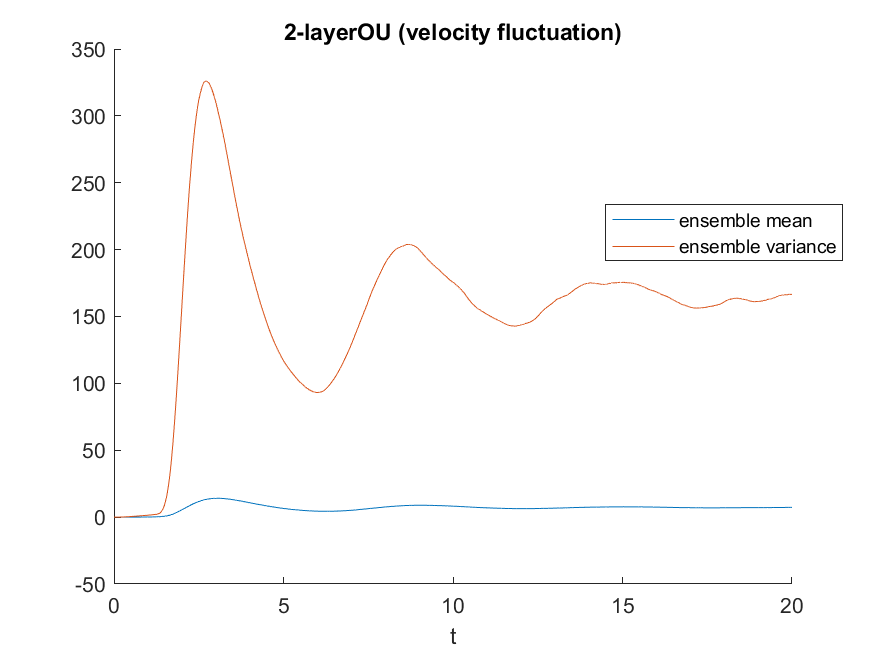 2-layerOU (velocity fluctuation)
350
300
250
200
150
100
50
0
-50
ensemble mean
ensemble variance
0 5 10 15 20
t